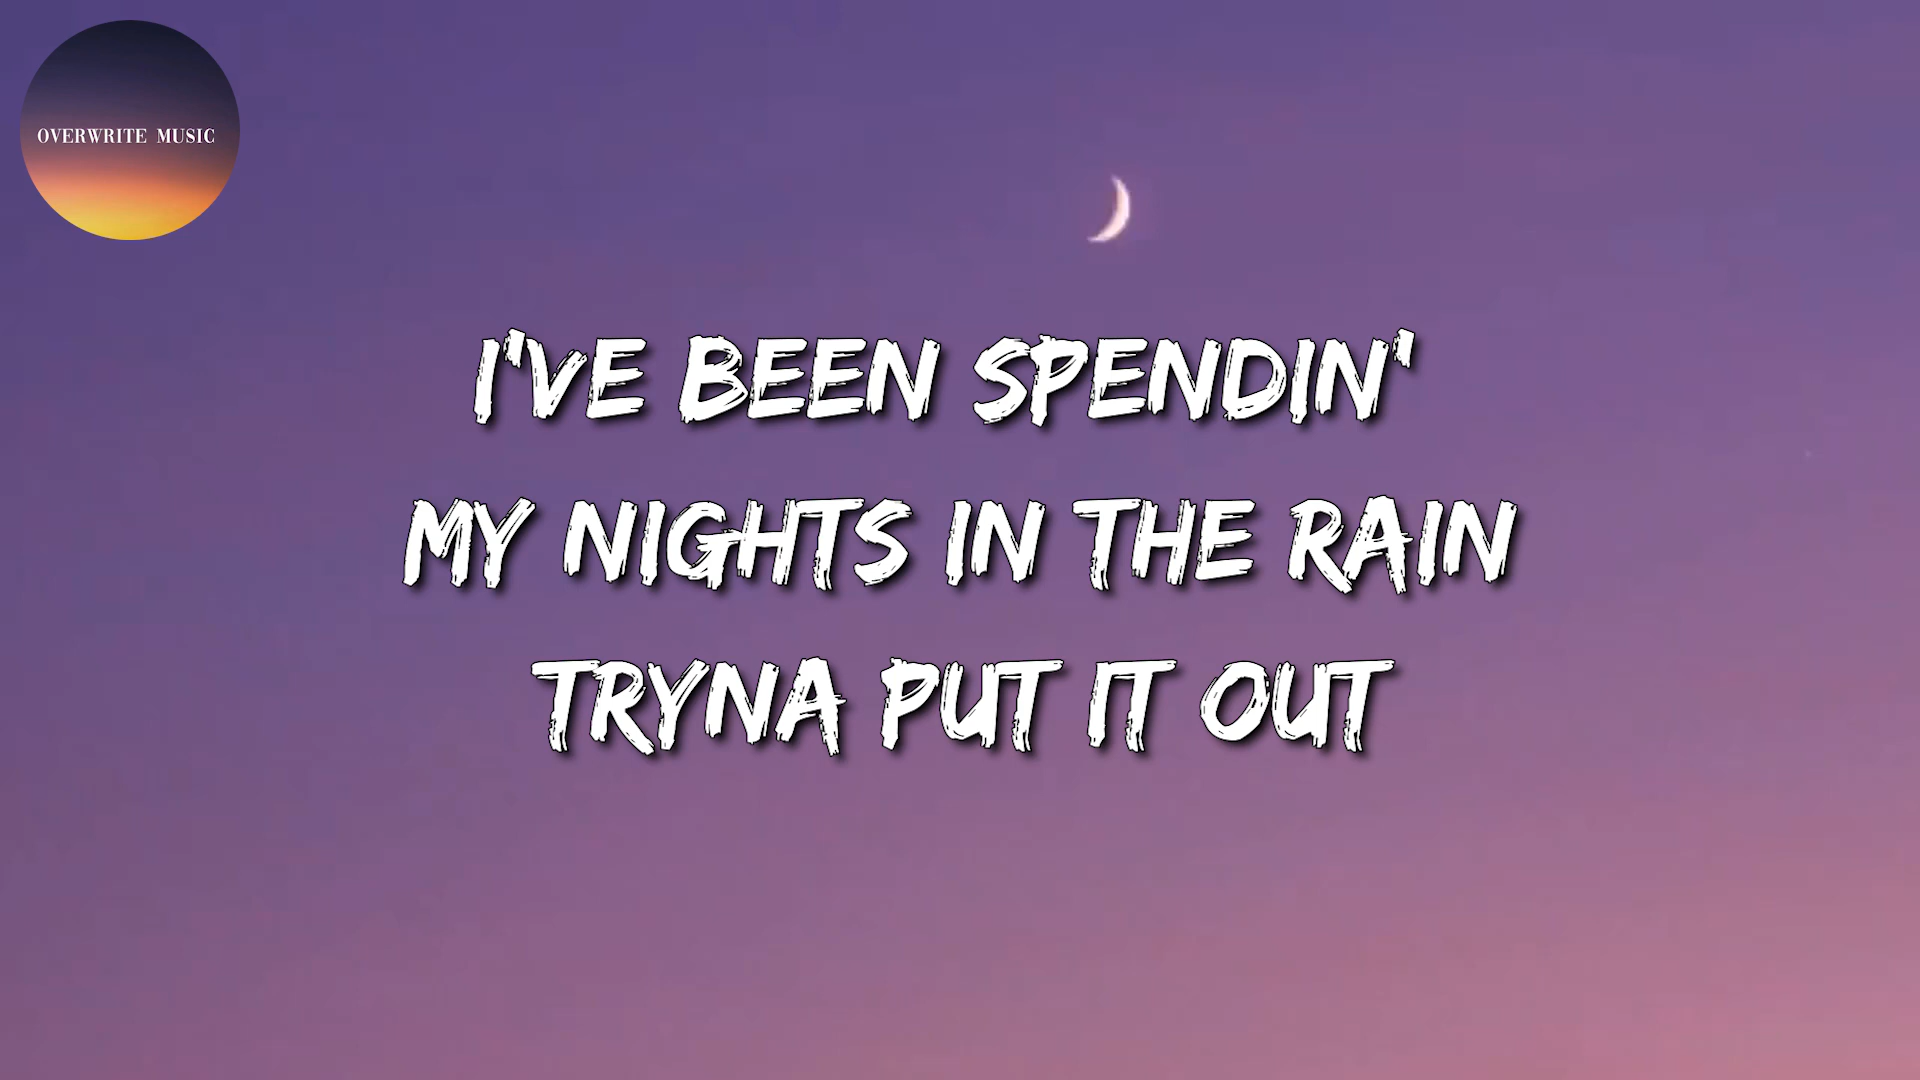 OVERWRITE MUSIC
I'VE BEEN SPENDIN'
MY NIGHTS IN THE RAIN
TRYNA PUT IT OUT